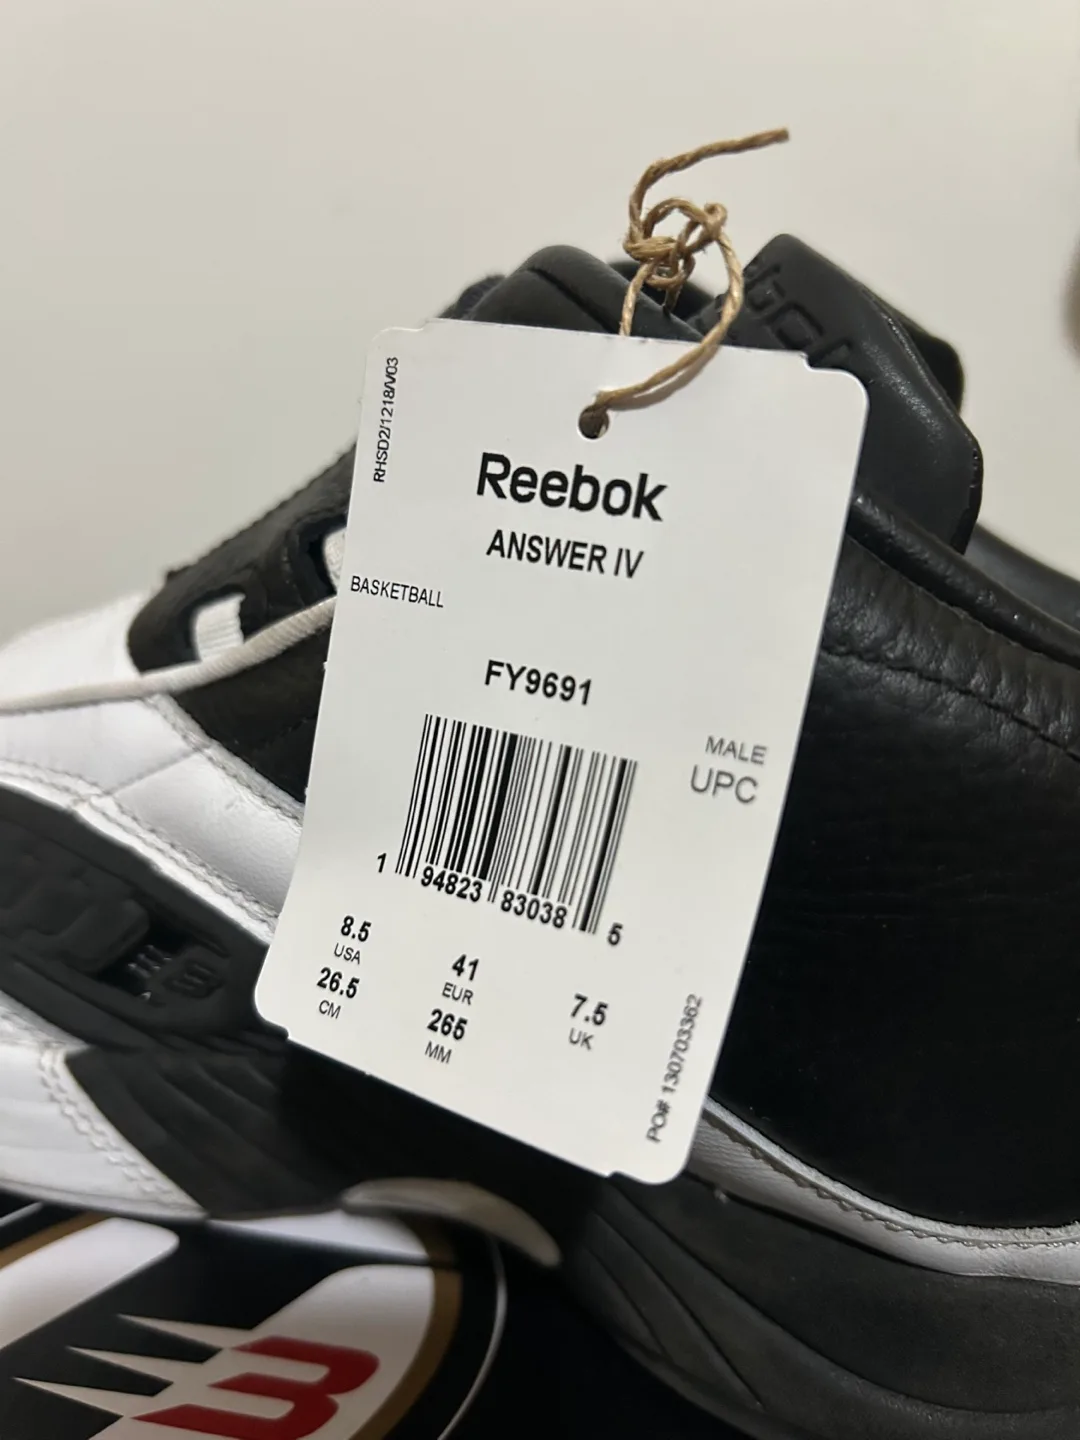 RHSD2/1218/V03
Reebok
ANSWER IV
BASKETBALL
FY9691
MALE
UPC
1 94823 83038 5
8.5 41 7.5
USA EUR UK
26.5 265
CM MM
PO# 130703362